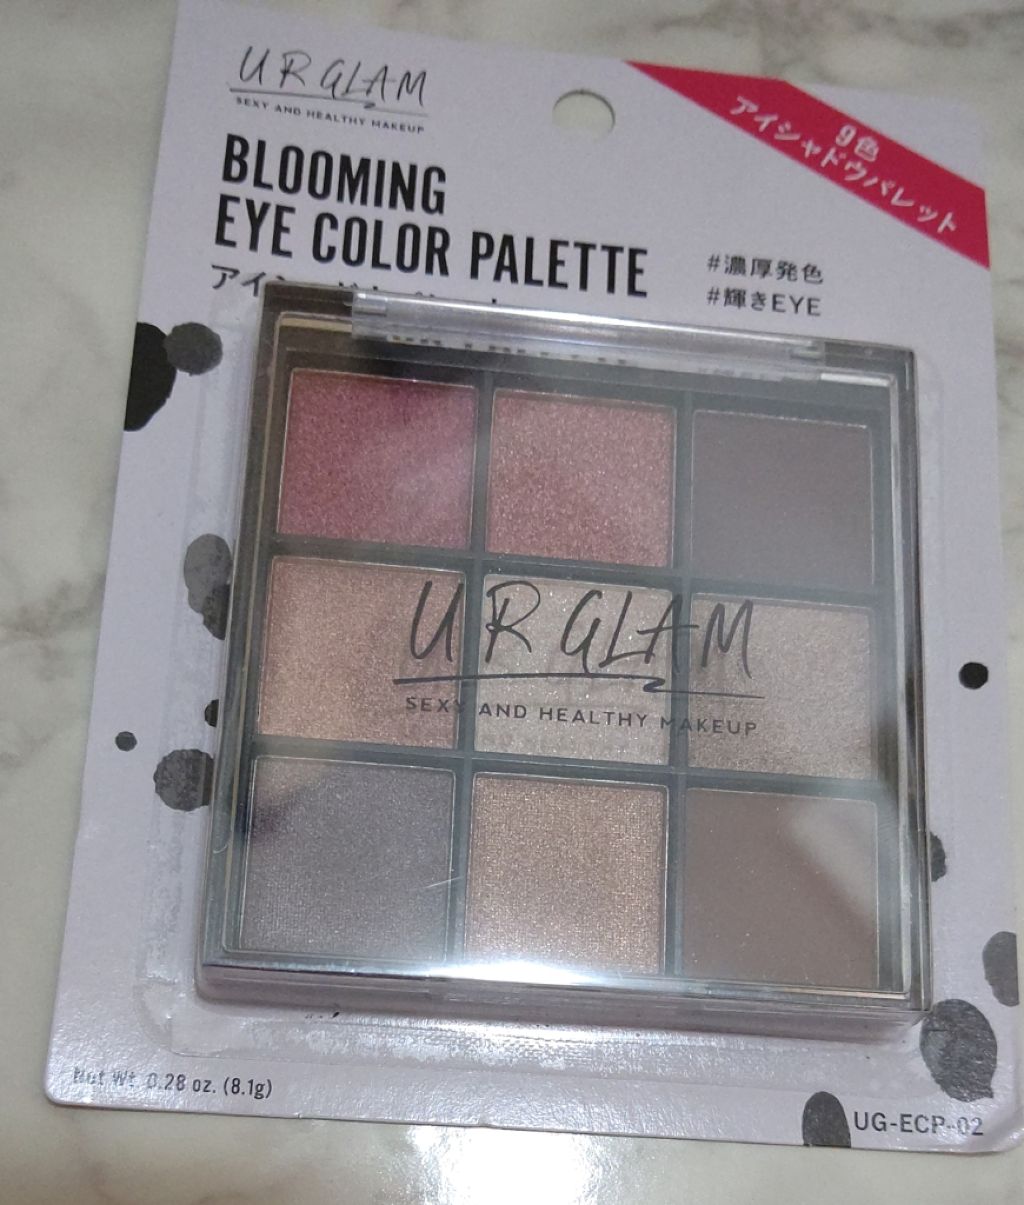 UR GLAM
SEXY AND HEALTHY MAKEUP
9色
アイシャドウパレット
BLOOMING
EYE COLOR PALETTE
#濃厚発色
#輝きEYE
UR GLAM
SEXY AND HEALTHY MAKEUP
Net Wt 0.28 oz. (8.1g)
UG-ECP-02